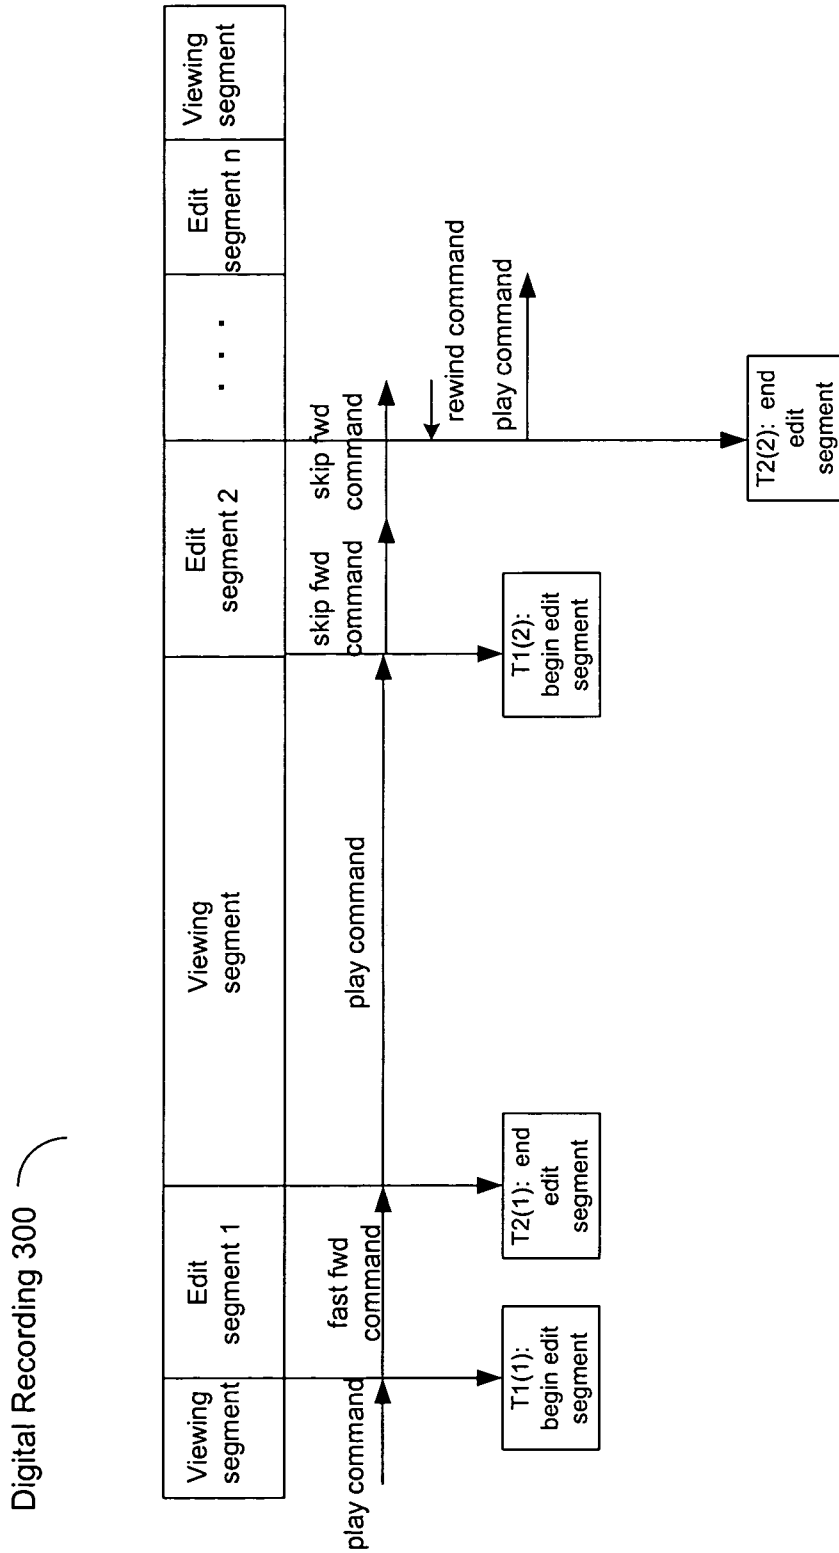 Digital Recording 300
Viewing
segment
Edit
segment 1
Viewing
segment
Edit
segment 2
. . .
Edit
segment n
Viewing
segment
play command
fast fwd
command
play command
skip fwd
command
skip fwd
command
rewind command
play command
T1(1):
begin edit
segment
T2(1): end
edit
segment
T1(2):
begin edit
segment
T2(2): end
edit
segment